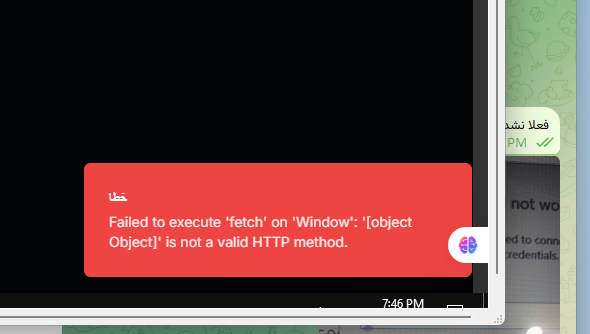 فعلا نشد
PM
not wo
ed to conn
credentials.
خطا
Failed to execute 'fetch' on 'Window': '[object
Object]' is not a valid HTTP method.
7:46 PM